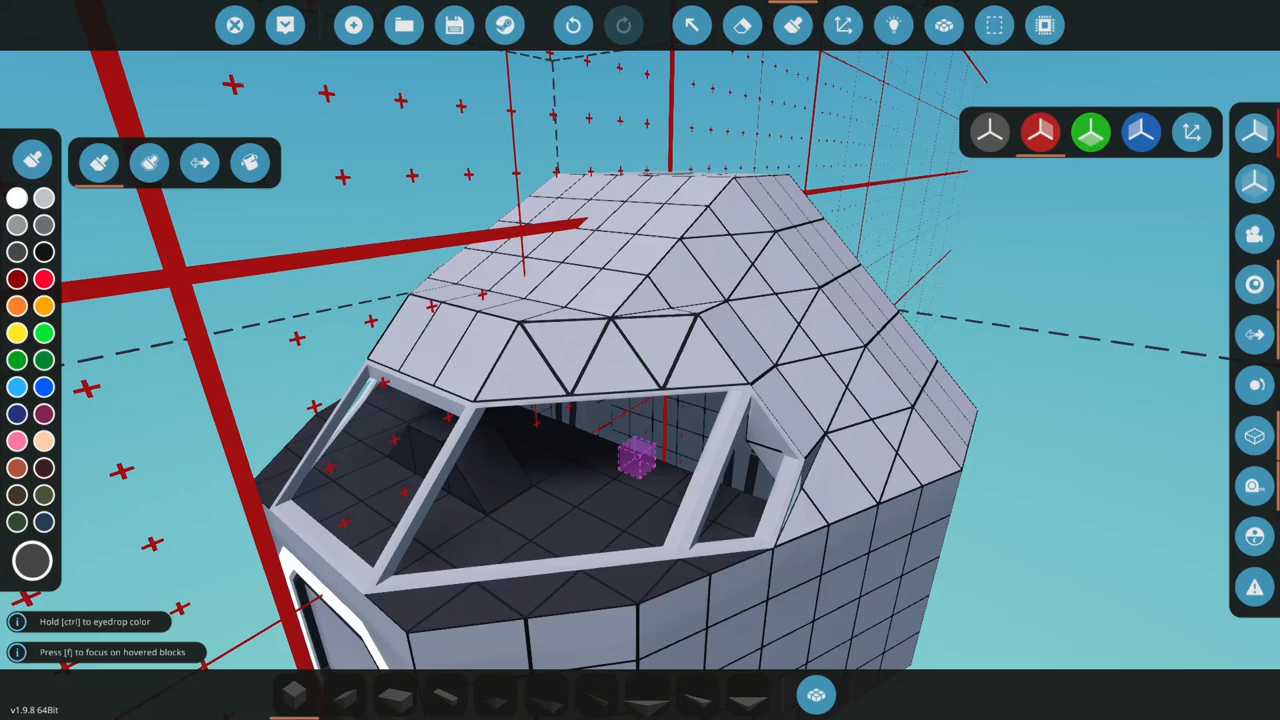 Hold [ctrl] to eyedrop color
Press [f] to focus on hovered blocks
v1.9.8 64Bit